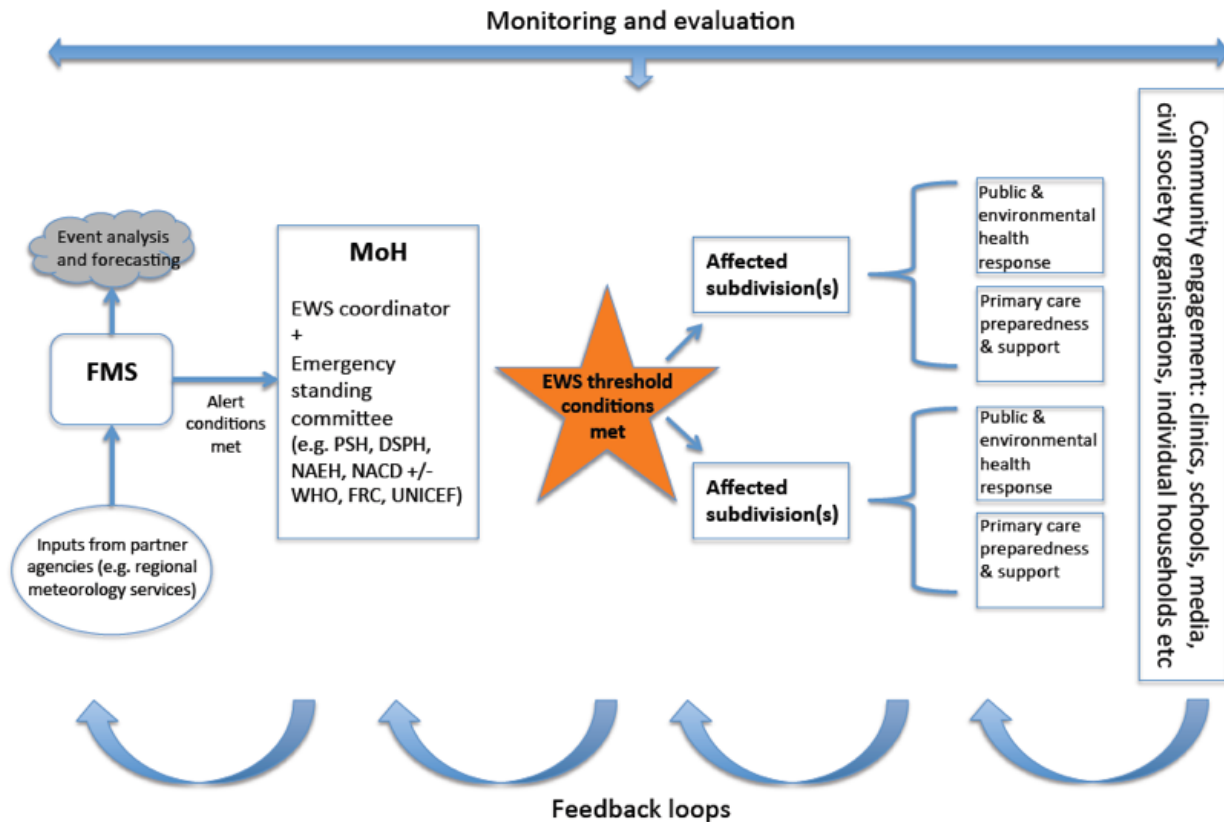 Monitoring and evaluation
Event analysis
and forecasting
FMS
Alert
conditions
met
Inputs from partner
agencies (e.g. regional
meteorology services)
MoH
EWS coordinator
+
Emergency
standing
committee
(e.g. PSH, DSPH,
NAEH, NACD +/-
WHO, FRC, UNICEF)
EWS threshold
conditions
met
Affected
subdivision(s)
Affected
subdivision(s)
Public &
environmental
health
response
Primary care
preparedness
& support
Public &
environmental
health
response
Primary care
preparedness
& support
Community engagement: clinics, schools, media,
civil society organisations, individual households etc
Feedback loops